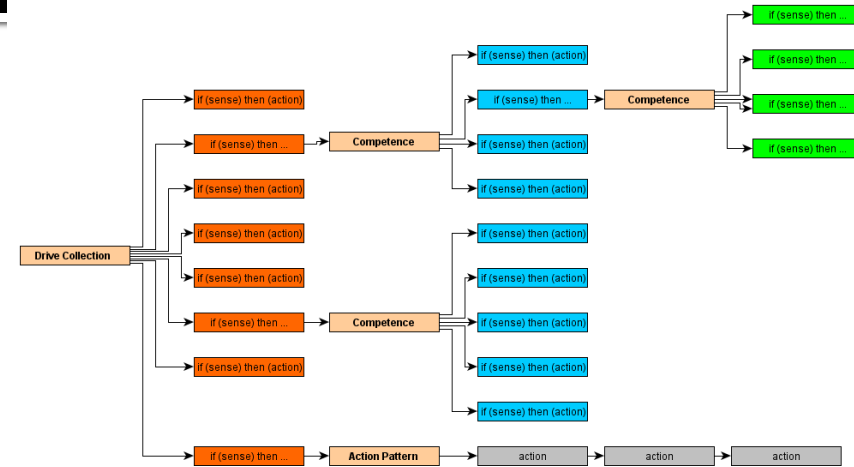 if (sense) then ...
if (sense) then (action)
if (sense) then ...
if (sense) then (action)
if (sense) then ...
Competence
if (sense) then ...
if (sense) then ...
Competence
if (sense) then (action)
if (sense) then ...
if (sense) then (action)
if (sense) then (action)
if (sense) then (action)
if (sense) then (action)
Drive Collection
if (sense) then (action)
if (sense) then (action)
if (sense) then ...
Competence
if (sense) then (action)
if (sense) then (action)
if (sense) then (action)
if (sense) then (action)
if (sense) then ...
Action Pattern
action
action
action